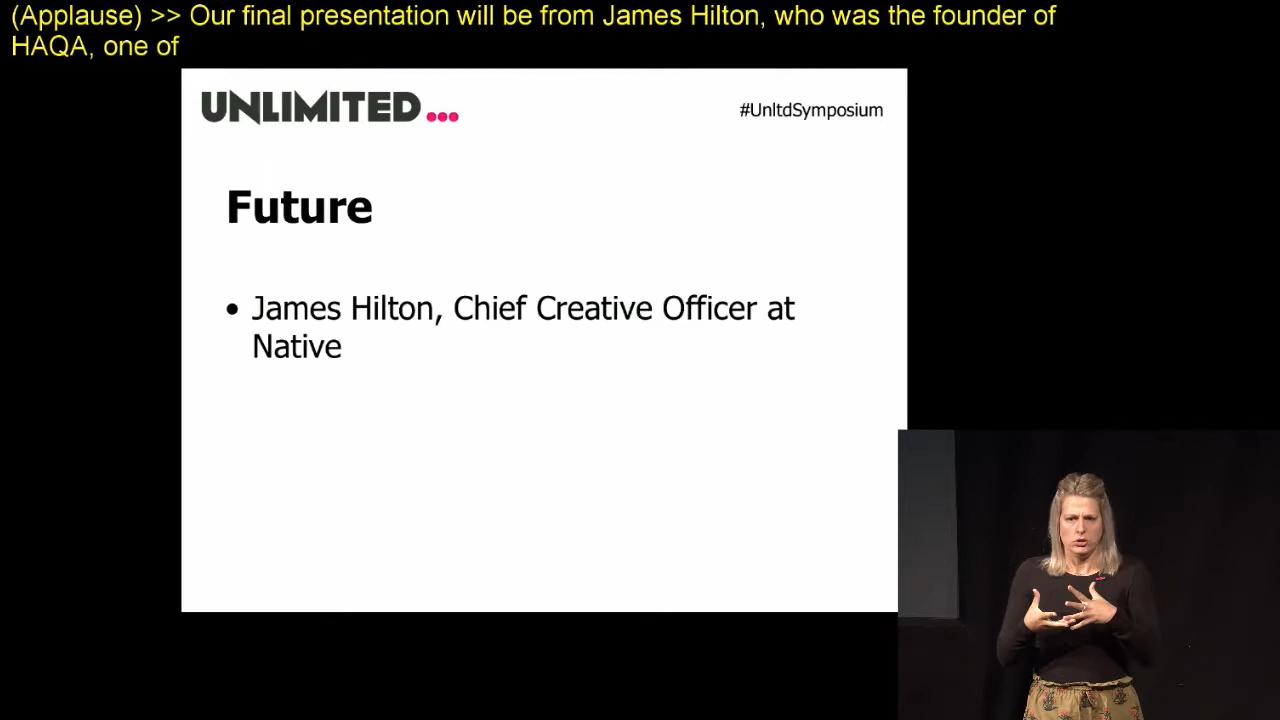 (Applause) >> Our final presentation will be from James Hilton, who was the founder of
HAQA, one of
UNLIMITED...
#UnltdSymposium
Future
• James Hilton, Chief Creative Officer at
Native